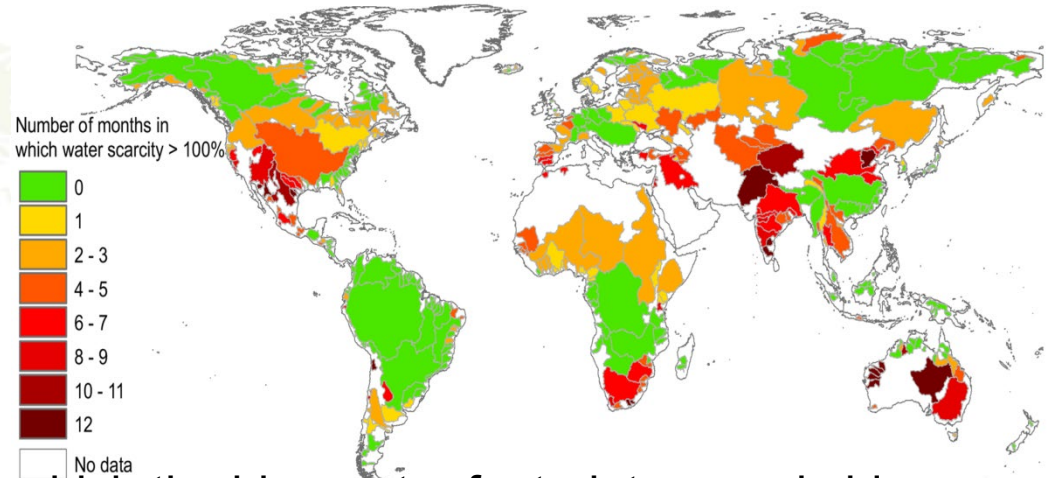 Number of months in
which water scarcity > 100%
0
1
2 - 3
4 - 5
6 - 7
8 - 9
10 - 11
12
No data